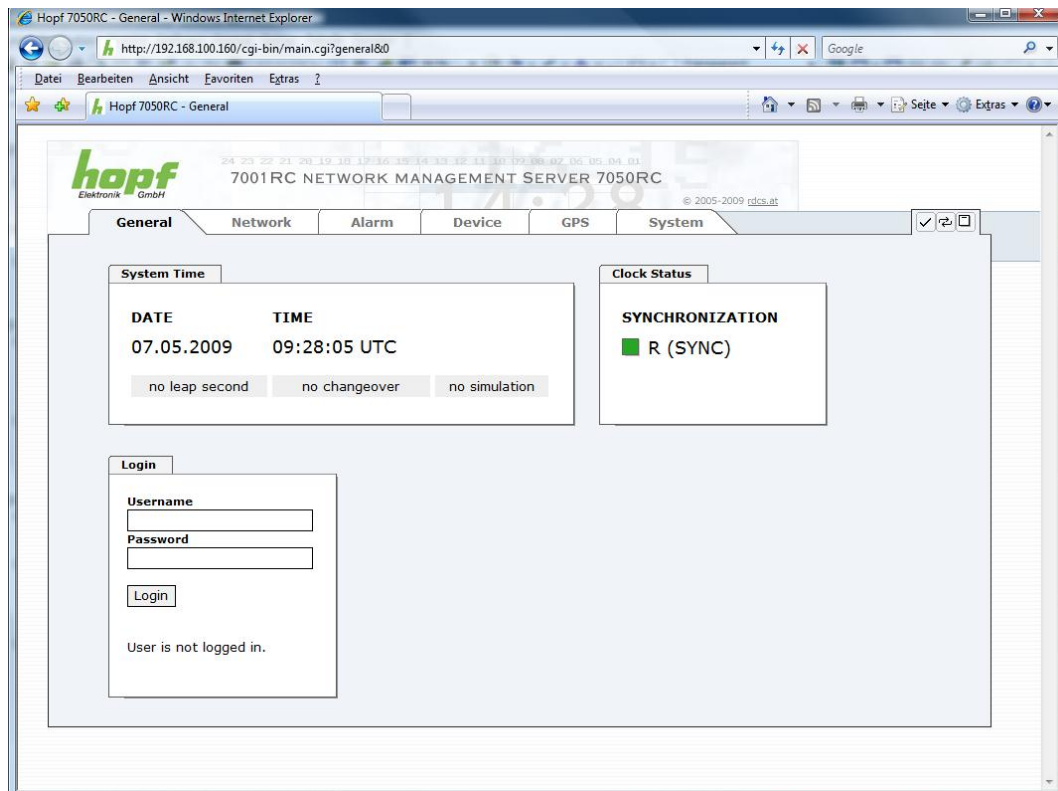 Hopf 7050RC - General - Windows Internet Explorer
http://192.168.100.160/cgi-bin/main.cgi?general&0
Google
Datei Bearbeiten Ansicht Favoriten Extras ?
Hopf 7050RC - General
Seite Extras
24 23 22 21 20 19 18 17 16 15 14 13 12 11 10 09 08 07 06 05 04 01
hopf
Elektronik GmbH
7001RC NETWORK MANAGEMENT SERVER 7050RC
14:28
© 2005-2009 rdcs.at
General Network Alarm Device GPS System
System Time Clock Status
DATE TIME SYNCHRONIZATION
07.05.2009 09:28:05 UTC R (SYNC)
no leap second no changeover no simulation
Login
Username
Password
Login
User is not logged in.